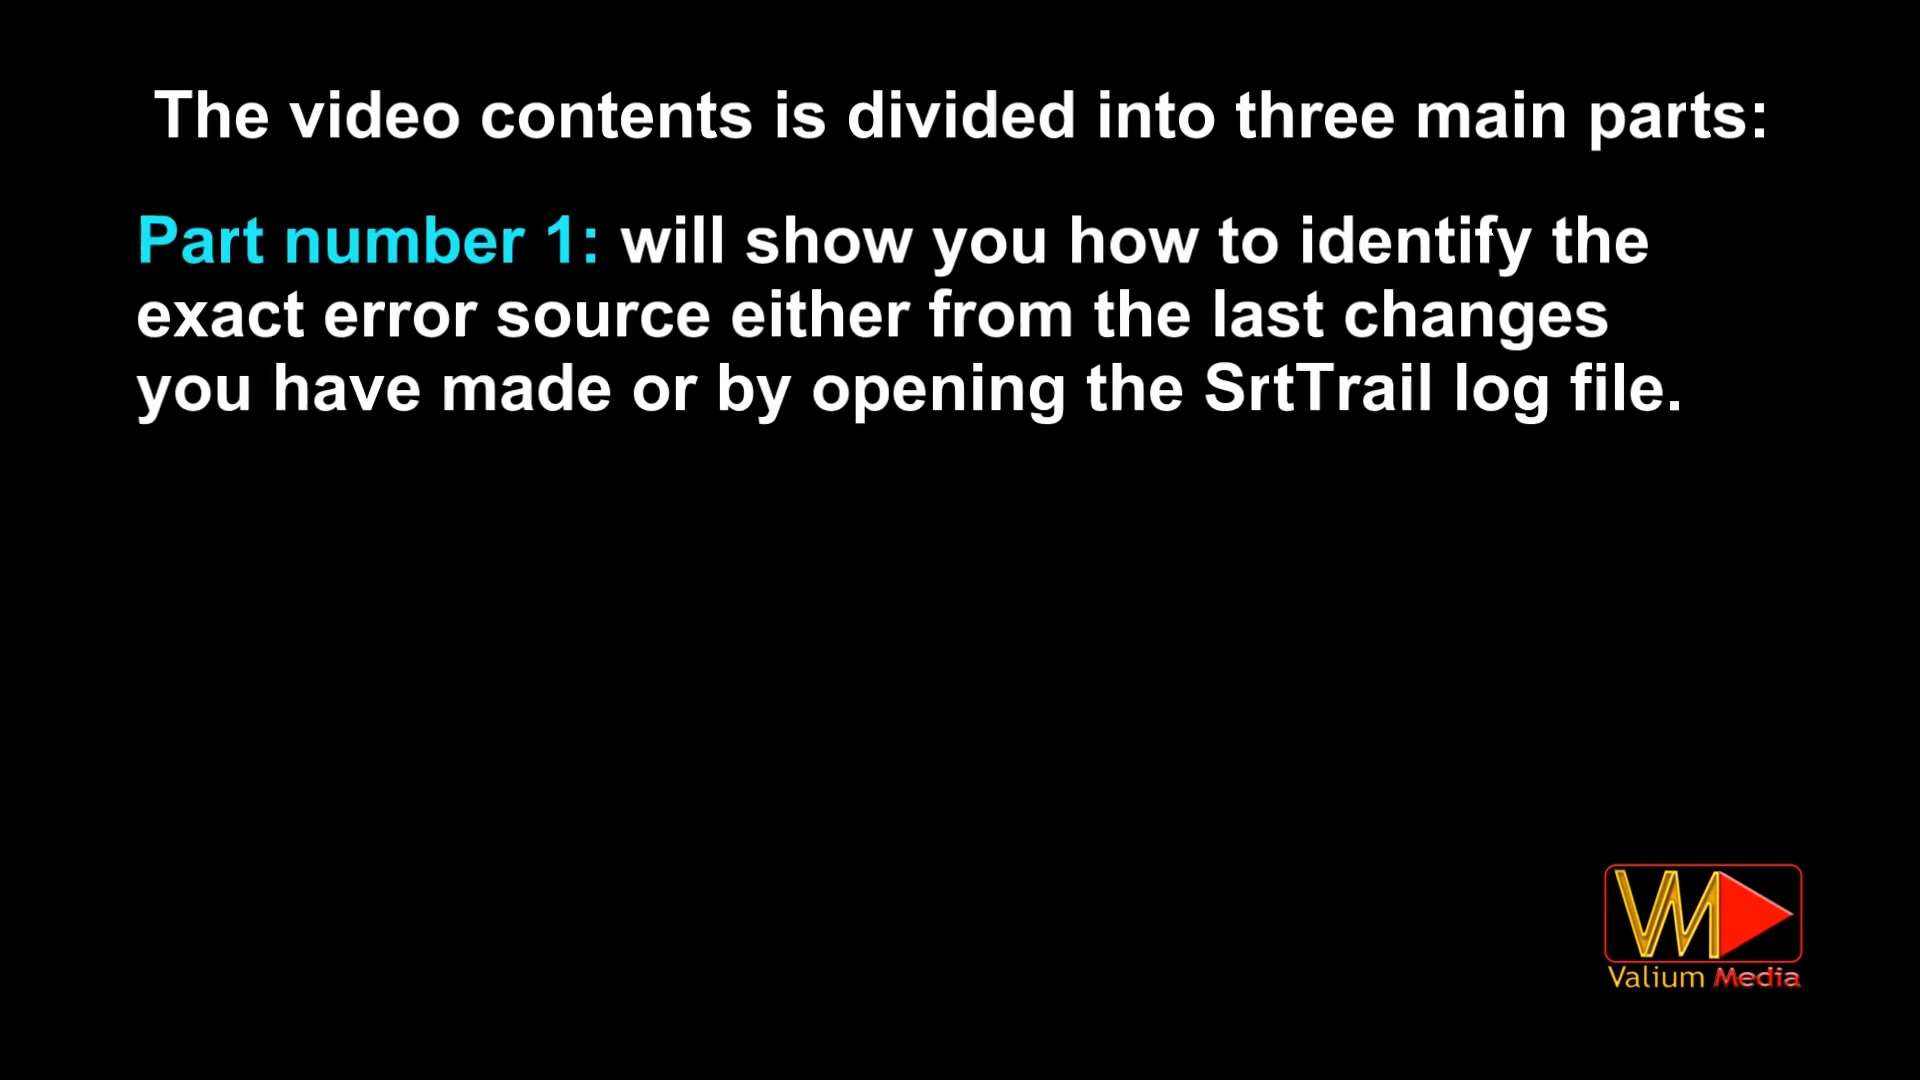 The video contents is divided into three main parts:
Part number 1: will show you how to identify the
exact error source either from the last changes
you have made or by opening the SrtTrail log file.
VM
Valium Media